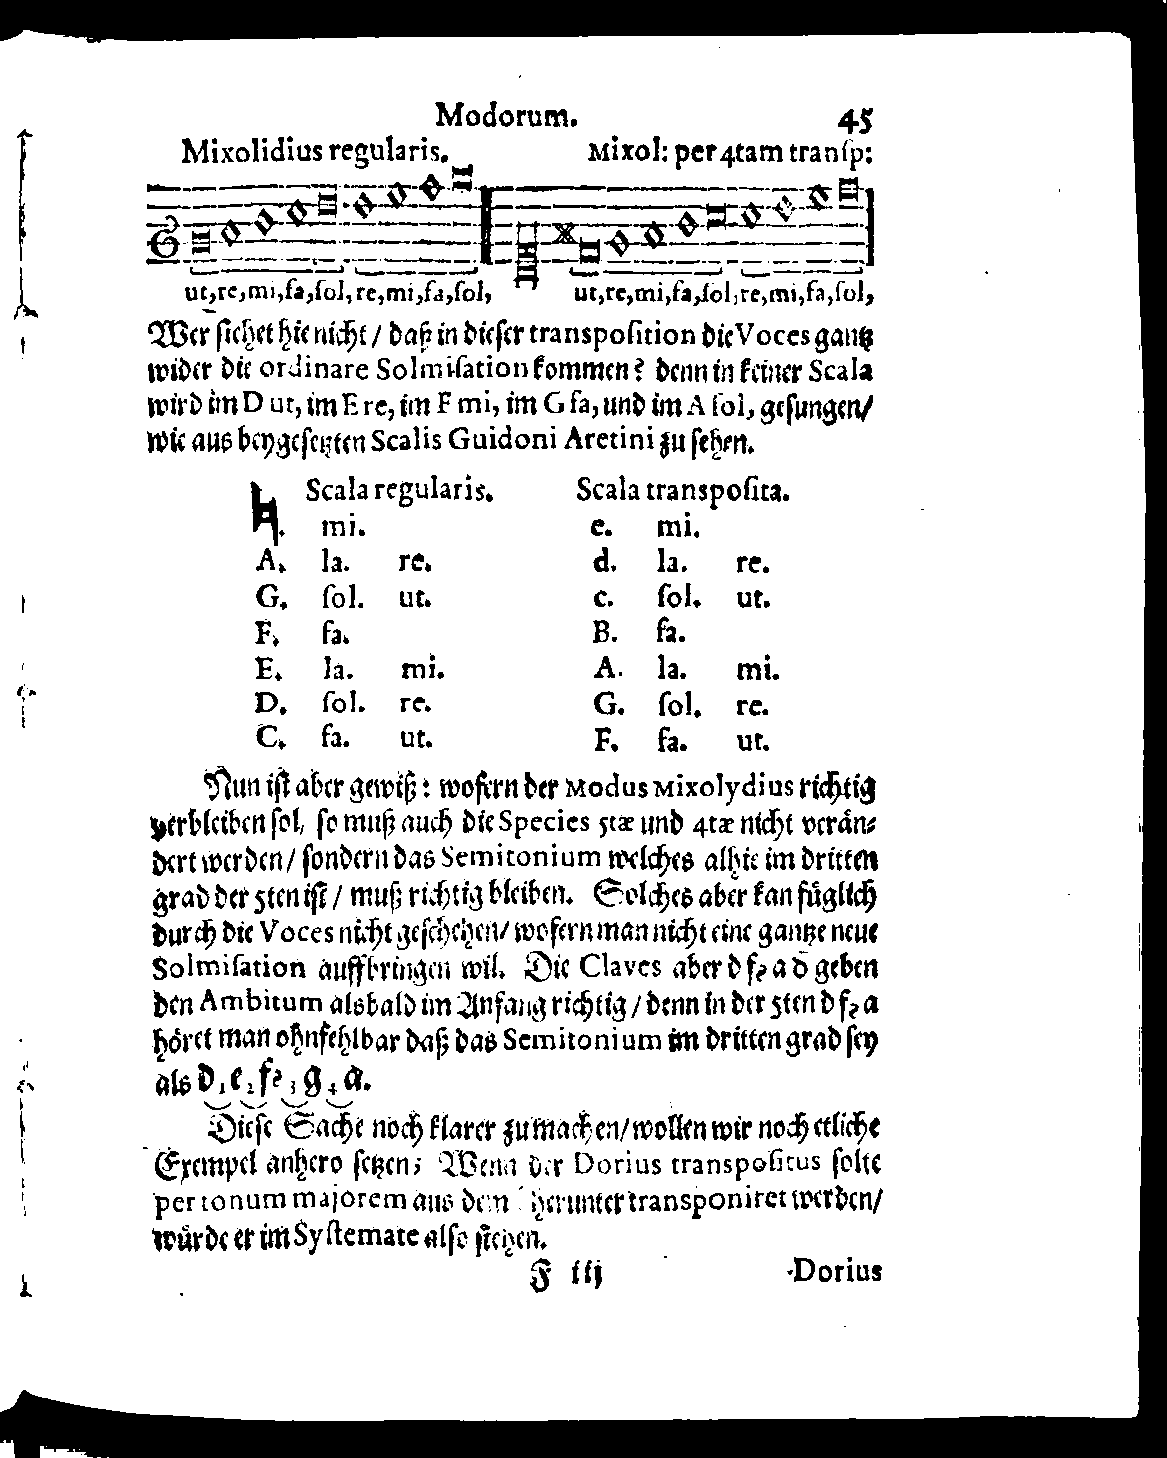 Modorum. 45
Mixolidius regularis. Mixol: per 4tam transp:
ut,re,mi,fa,sol,re,mi,fa,sol, ut,re,mi,fa,sol,re,mi,fa,sol,
Wer siehet hie nicht / daß in dieser transposition die Voces gantz
wider die ordinare Solmisation kommen? denn in keiner Scala
wird im D ut, im E re, im F mi, im G fa, und im A sol, gesungen/
wie aus beygesetzten Scalis Guidoni Aretini zu sehen.
Scala regularis. Scala transposita.
♮. mi. e. mi.
A. la. re. d. la. re.
G. sol. ut. c. sol. ut.
F. fa. B. fa.
E. la. mi. A. la. mi.
D. sol. re. G. sol. re.
C. fa. ut. F. fa. ut.
Nun ist aber gewiß: wofern der Modus Mixolydius richtig
verbleiben sol, so muß auch die Species 5tæ und 4tæ nicht verän-
dert werden / sondern das Semitonium welches alhie im dritten
grad der 5ten ist / muß richtig bleiben. Solches aber kan füglich
durch die Voces nicht geschehen/ wofern man nicht eine gantze neue
Solmisation auffbringen wil. Die Claves aber d fꝭ a d geben
den Ambitum alsbald im Anfang richtig / denn in der 5ten d fꝭ a
höret man ohnfehlbar daß das Semitonium im dritten grad sey
als d 1 e 2 fꝭ 3 g 4 a.
Diese Sache noch klarer zu machen/ wollen wir noch etliche
Exempel anhero setzen; Wenn der Dorius transpositus solte
per tonum majorem aus dem herunter transponiret werden/
würde er im Systemate also stehen.
F iij Dorius